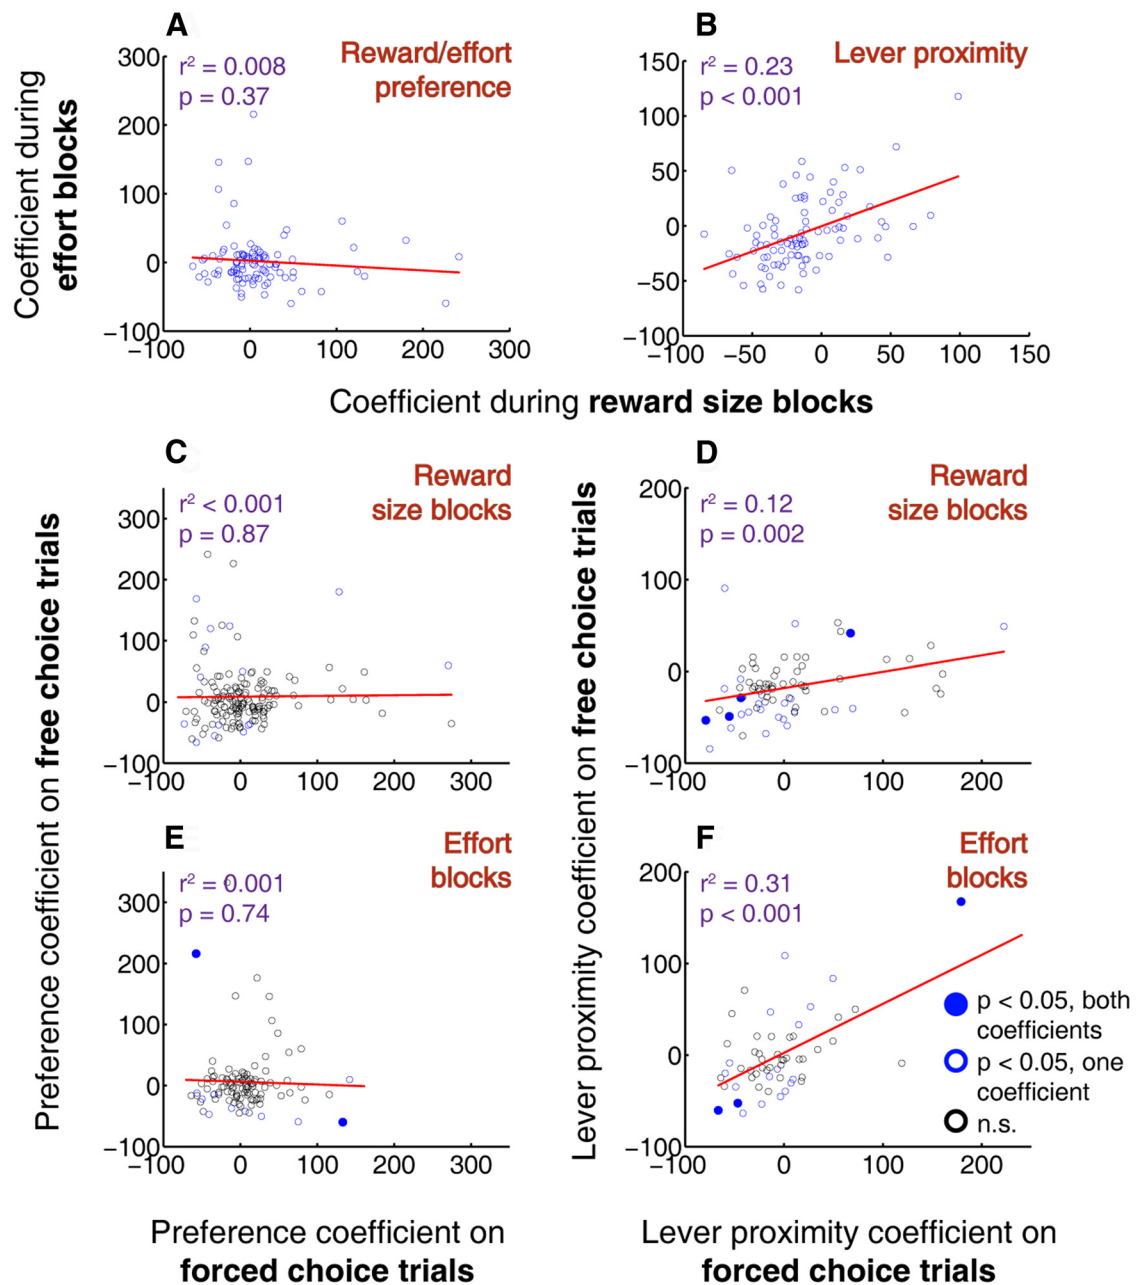 A
Coefficient during
effort blocks
300
200
100
0
−100
r² = 0.008
p = 0.37
Reward/effort
preference
−100 0 100 200 300
B
150
100
50
0
−50
−100
r² = 0.23
p < 0.001
Lever proximity
−100 −50 0 50 100 150
Coefficient during reward size blocks
Preference coefficient on free choice trials
C
300
200
100
0
−100
r² < 0.001
p = 0.87
Reward
size blocks
−100 0 100 200 300
Lever proximity coefficient on free choice trials
D
200
100
0
−100
r² = 0.12
p = 0.002
Reward
size blocks
−100 0 100 200
E
300
200
100
0
−100
r² = 0.001
p = 0.74
Effort
blocks
−100 0 100 200 300
Preference coefficient on
forced choice trials
F
200
100
0
−100
r² = 0.31
p < 0.001
Effort
blocks
p < 0.05, both
coefficients
p < 0.05, one
coefficient
n.s.
−100 0 100 200
Lever proximity coefficient on
forced choice trials